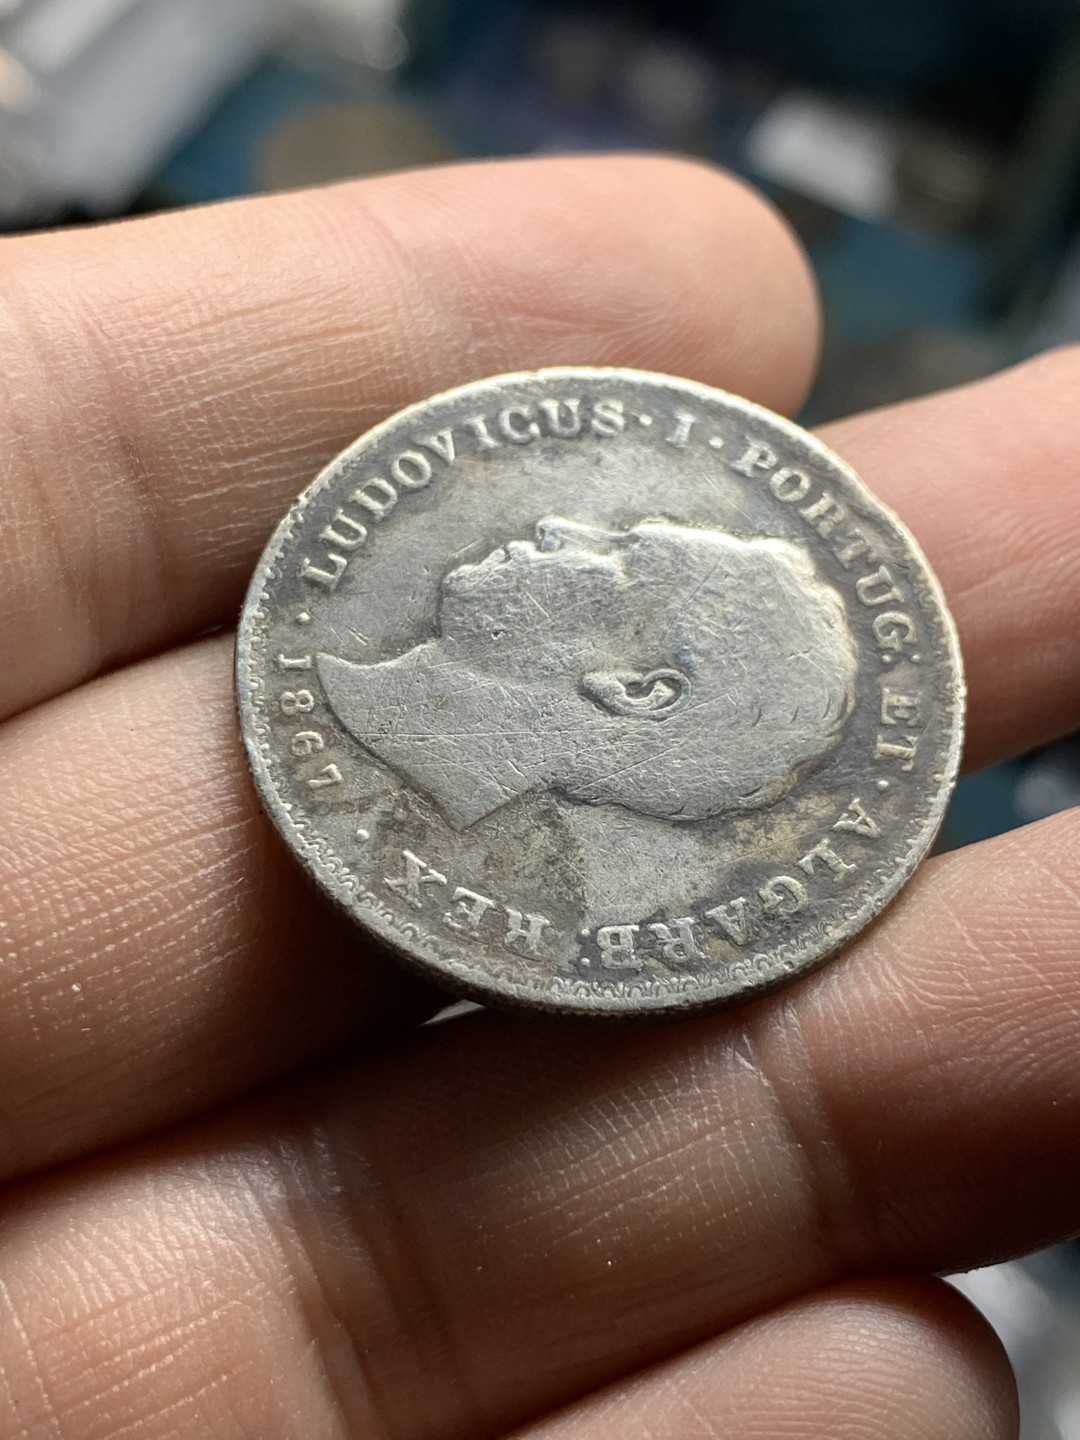 · LUDOVICUS · I · PORTUG: ET · ALGARB: REX ·
1867